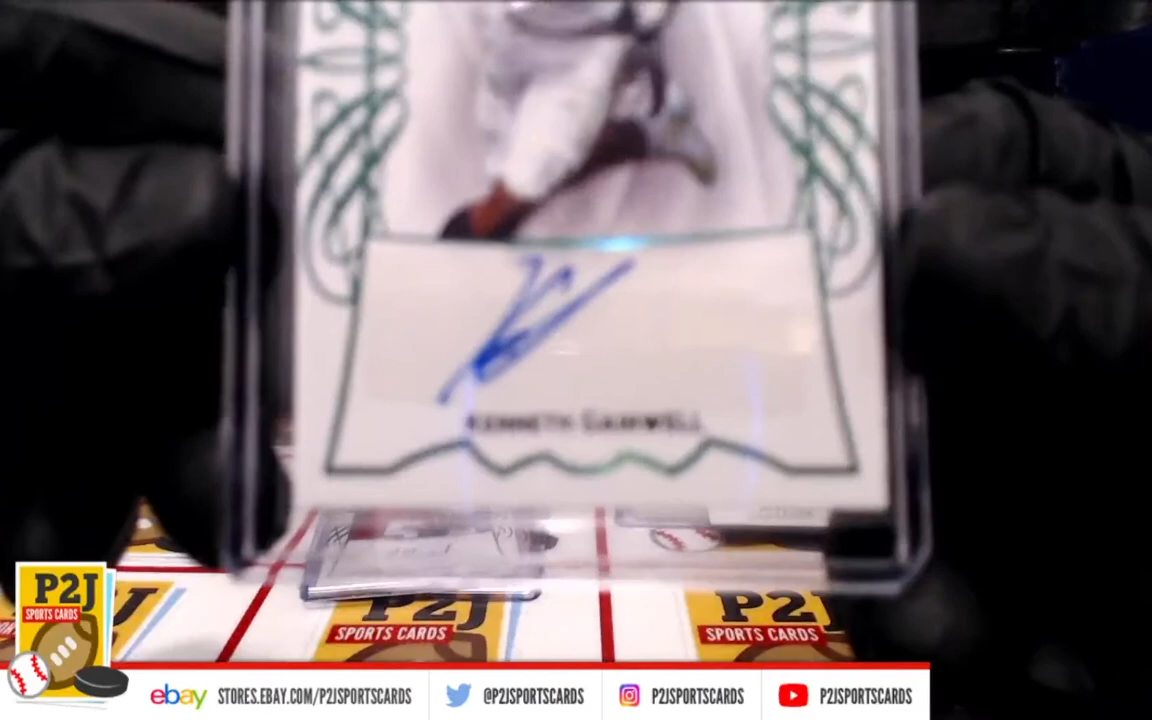 KENNETH GAINWELL
P2J
SPORTS CARDS
P2J
SPORTS CARDS
P2J
SPORTS CARDS
ebay STORES.EBAY.COM/P2JSPORTSCARDS
@P2JSPORTSCARDS
P2JSPORTSCARDS
P2JSPORTSCARDS